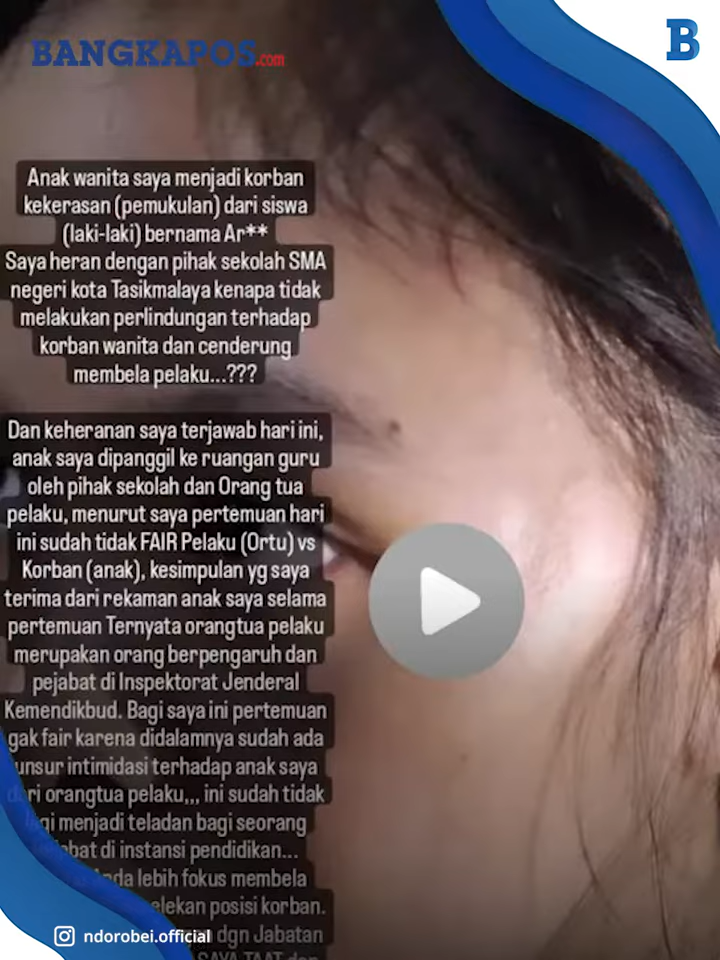 BANGKAPOS.com
B
Anak wanita saya menjadi korban
kekerasan (pemukulan) dari siswa
(laki-laki) bernama Ar**
Saya heran dengan pihak sekolah SMA
negeri kota Tasikmalaya kenapa tidak
melakukan perlindungan terhadap
korban wanita dan cenderung
membela pelaku...???
Dan keheranan saya terjawab hari ini,
anak saya dipanggil ke ruangan guru
oleh pihak sekolah dan Orang tua
pelaku, menurut saya pertemuan hari
ini sudah tidak FAIR Pelaku (Ortu) vs
Korban (anak), kesimpulan yg saya
terima dari rekaman anak saya selama
pertemuan Ternyata orangtua pelaku
merupakan orang berpengaruh dan
pejabat di Inspektorat Jenderal
Kemendikbud. Bagi saya ini pertemuan
gak fair karena didalamnya sudah ada
unsur intimidasi terhadap anak saya
dari orangtua pelaku,,, ini sudah tidak
lagi menjadi teladan bagi seorang
di instansi pendidikan...
Anda lebih fokus membela
posisi korban.
dgn Jabatan
SAYA TAAT dan
ndorobei.official